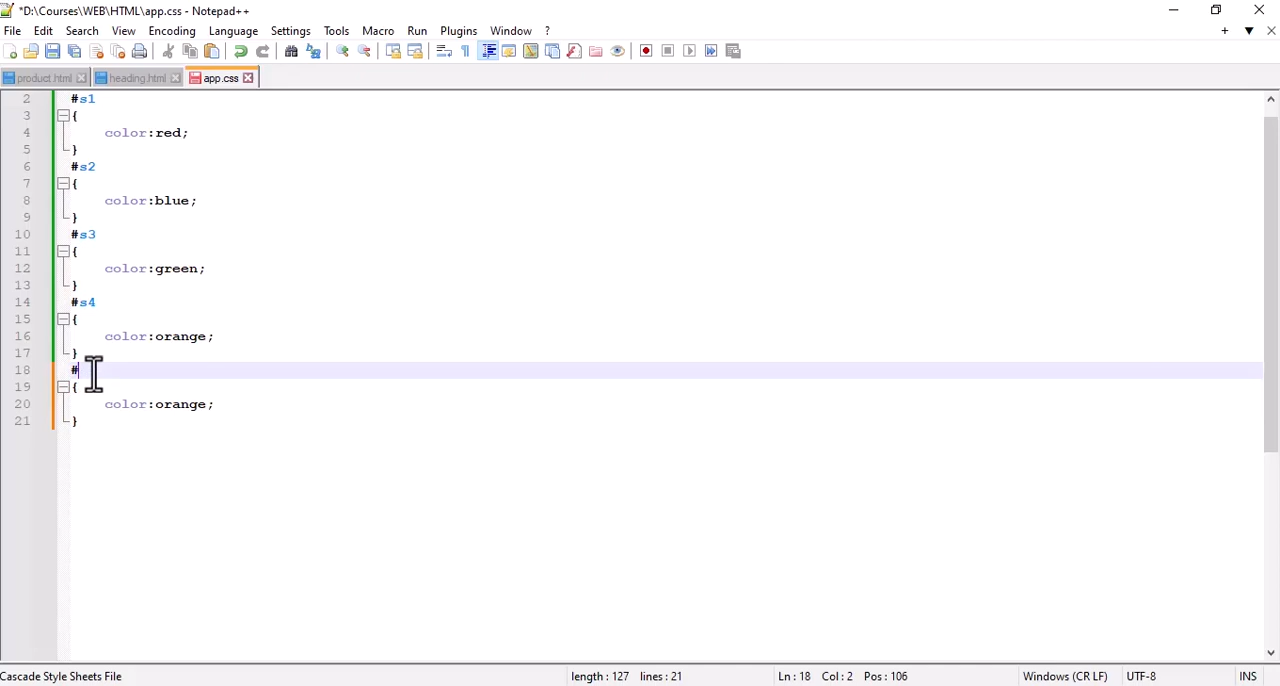 *D:\Courses\WEB\HTML\app.css - Notepad++
File Edit Search View Encoding Language Settings Tools Macro Run Plugins Window ?
product.html heading.html app.css
2 #s1
3 {
4 color:red;
5 }
6 #s2
7 {
8 color:blue;
9 }
10 #s3
11 {
12 color:green;
13 }
14 #s4
15 {
16 color:orange;
17 }
18 #
19 {
20 color:orange;
21 }
Cascade Style Sheets File length : 127 lines : 21 Ln : 18 Col : 2 Pos : 106 Windows (CR LF) UTF-8 INS